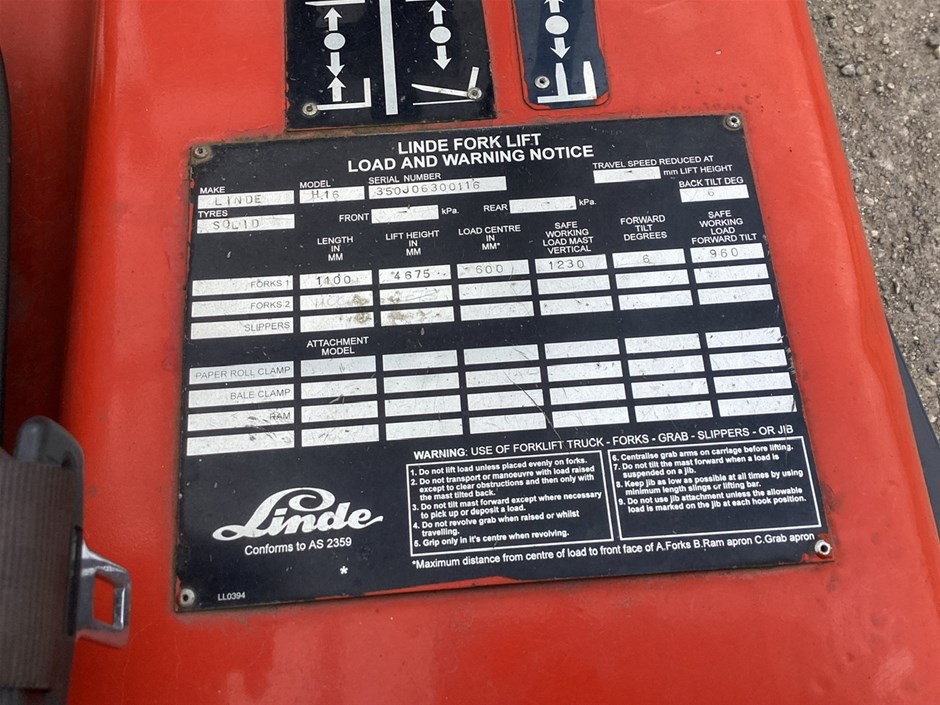 LINDE FORK LIFT
LOAD AND WARNING NOTICE
MAKE LINDE MODEL H16 SERIAL NUMBER 350J06300116 TRAVEL SPEED REDUCED AT - mm LIFT HEIGHT
TYRES SOLID FRONT - kPa. REAR - kPa. BACK TILT DEG 6
LENGTH IN MM LIFT HEIGHT IN MM LOAD CENTRE IN MM* SAFE WORKING LOAD MAST VERTICAL FORWARD TILT DEGREES SAFE WORKING LOAD FORWARD TILT
FORKS 1 1100 4675 600 1230 6 960
FORKS 2
SLIPPERS
ATTACHMENT MODEL
PAPER ROLL CLAMP
BALE CLAMP
RAM
WARNING: USE OF FORKLIFT TRUCK - FORKS - GRAB - SLIPPERS - OR JIB
1. Do not lift load unless placed evenly on forks.
2. Do not transport or manoeuvre with load raised
except to clear obstructions and then only with
the mast tilted back.
3. Do not tilt mast forward except where necessary
to pick up or deposit a load.
4. Do not revolve grab when raised or whilst
travelling.
5. Grip only in it's centre when revolving.
6. Centralise grab arms on carriage before lifting.
7. Do not tilt the mast forward when a load is
suspended on a jib.
8. Keep jib as low as possible at all times by using
minimum length slings or lifting bar.
9. Do not use jib attachment unless the allowable
load is marked on the jib at each hook position.
*Maximum distance from centre of load to front face of A.Forks B.Ram apron C.Grab apron
Linde
Conforms to AS 2359
*
LL0394